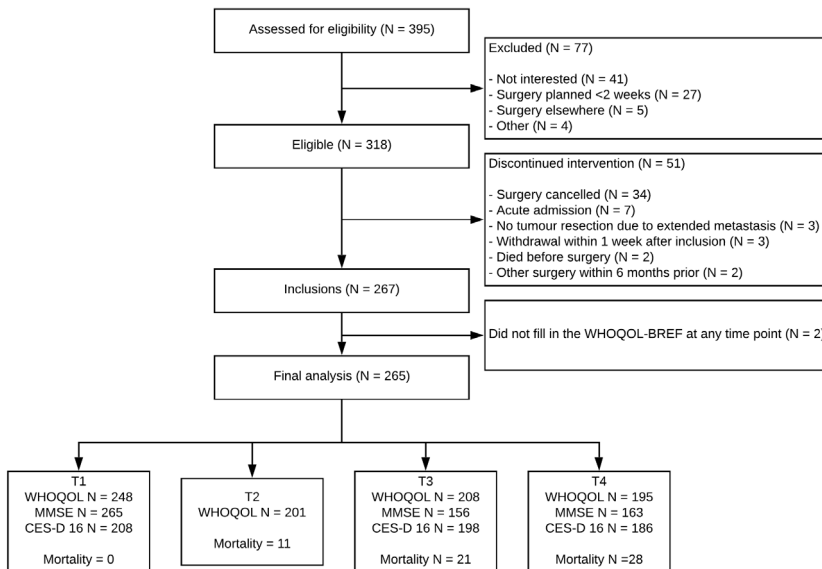 Assessed for eligibility (N = 395)
Excluded (N = 77)
- Not interested (N = 41)
- Surgery planned <2 weeks (N = 27)
- Surgery elsewhere (N = 5)
- Other (N = 4)
Eligible (N = 318)
Discontinued intervention (N = 51)
- Surgery cancelled (N = 34)
- Acute admission (N = 7)
- No tumour resection due to extended metastasis (N = 3)
- Withdrawal within 1 week after inclusion (N = 3)
- Died before surgery (N = 2)
- Other surgery within 6 months prior (N = 2)
Inclusions (N = 267)
Did not fill in the WHOQOL-BREF at any time point (N = 2)
Final analysis (N = 265)
T1
WHOQOL N = 248
MMSE N = 265
CES-D 16 N = 208
Mortality = 0
T2
WHOQOL N = 201
Mortality = 11
T3
WHOQOL N = 208
MMSE N = 156
CES-D 16 N = 198
Mortality N = 21
T4
WHOQOL N = 195
MMSE N = 163
CES-D 16 N = 186
Mortality N =28